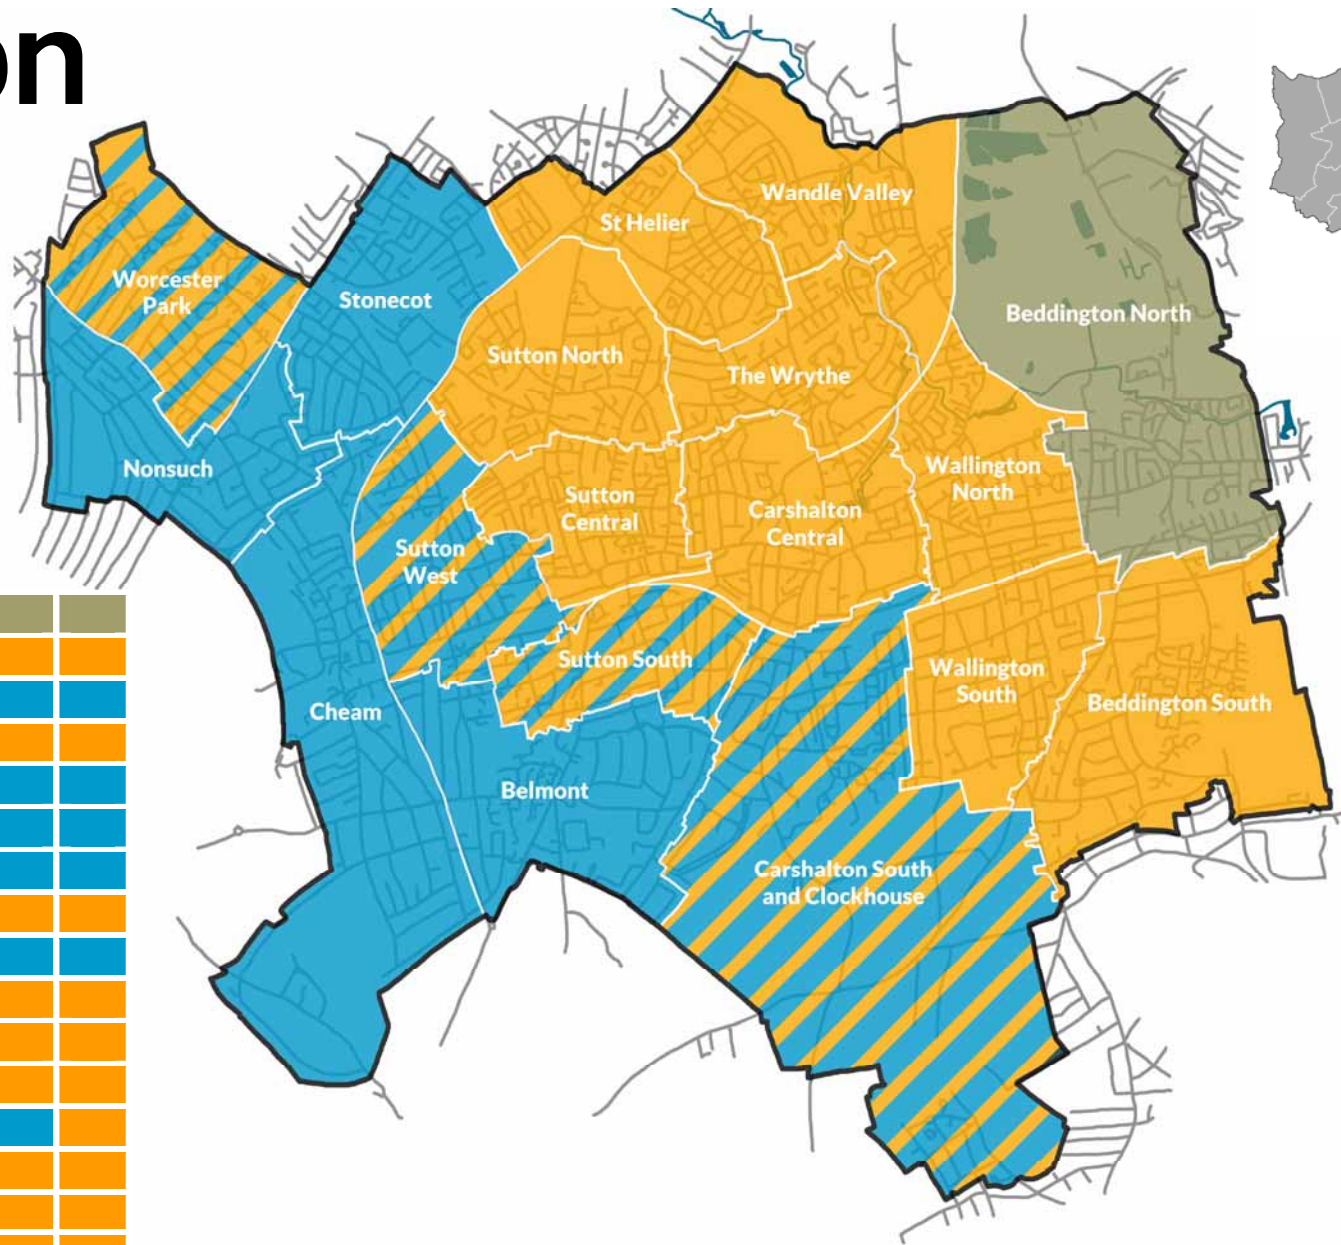 on
Wandle Valley
St Helier
Worcester
Park
Stonecot
Beddington North
Sutton North
The Wrythe
Nonsuch
Wallington
North
Sutton
Central
Carshalton
Central
Sutton
West
Sutton South
Wallington
South
Cheam
Beddington South
Belmont
Carshalton South
and Clockhouse